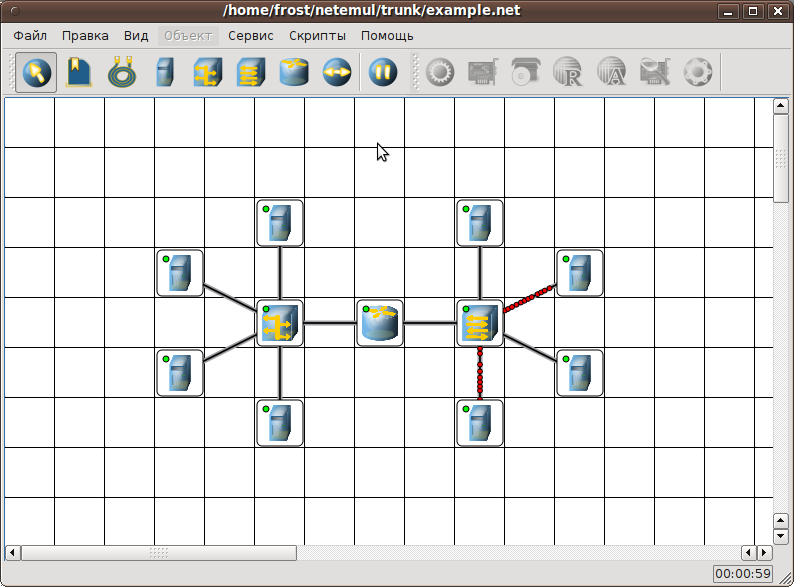 /home/frost/netemul/trunk/example.net
Файл Правка Вид Объект Сервис Скрипты Помощь
R A
00:00:59